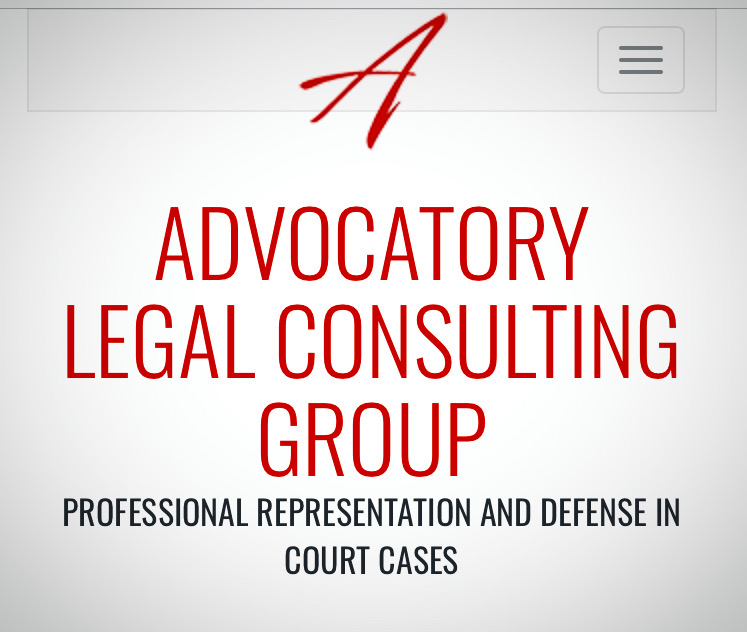 A
ADVOCATORY
LEGAL CONSULTING
GROUP
PROFESSIONAL REPRESENTATION AND DEFENSE IN
COURT CASES